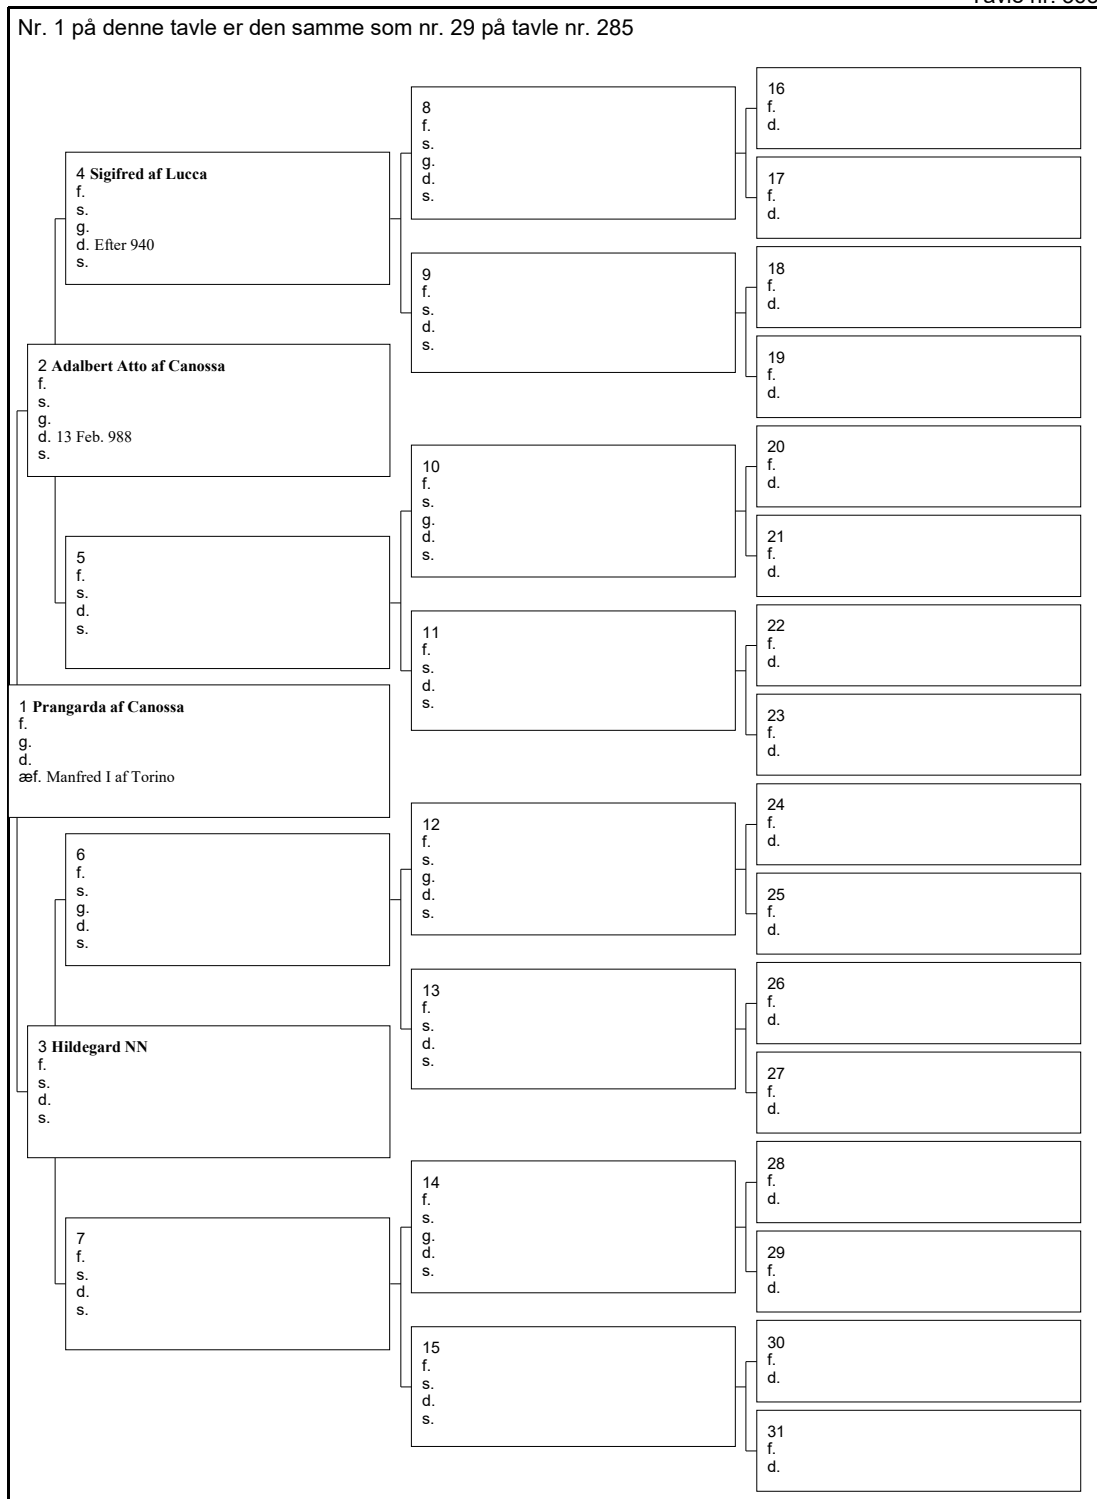 Nr. 1 på denne tavle er den samme som nr. 29 på tavle nr. 285
1 Prangarda af Canossa
f.
g.
d.
æf. Manfred I af Torino
2 Adalbert Atto af Canossa
f.
s.
g.
d. 13 Feb. 988
s.
3 Hildegard NN
f.
s.
d.
s.
4 Sigifred af Lucca
f.
s.
g.
d. Efter 940
s.
5
f.
s.
d.
s.
6
f.
s.
g.
d.
s.
7
f.
s.
d.
s.
8
f.
s.
g.
d.
s.
9
f.
s.
d.
s.
10
f.
s.
g.
d.
s.
11
f.
s.
d.
s.
12
f.
s.
g.
d.
s.
13
f.
s.
d.
s.
14
f.
s.
g.
d.
s.
15
f.
s.
d.
s.
16
f.
d.
17
f.
d.
18
f.
d.
19
f.
d.
20
f.
d.
21
f.
d.
22
f.
d.
23
f.
d.
24
f.
d.
25
f.
d.
26
f.
d.
27
f.
d.
28
f.
d.
29
f.
d.
30
f.
d.
31
f.
d.